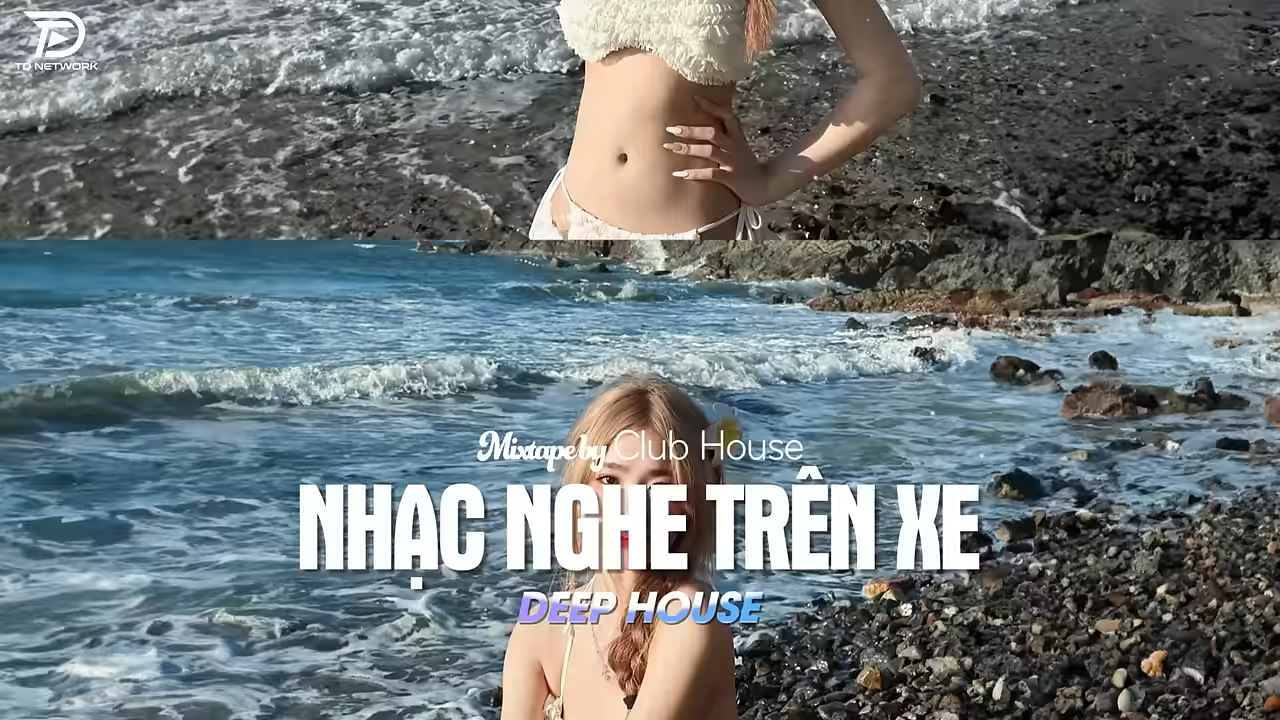 TD NETWORK
Mixtape by Club House
NHẠC NGHE TRÊN XE
DEEP HOUSE